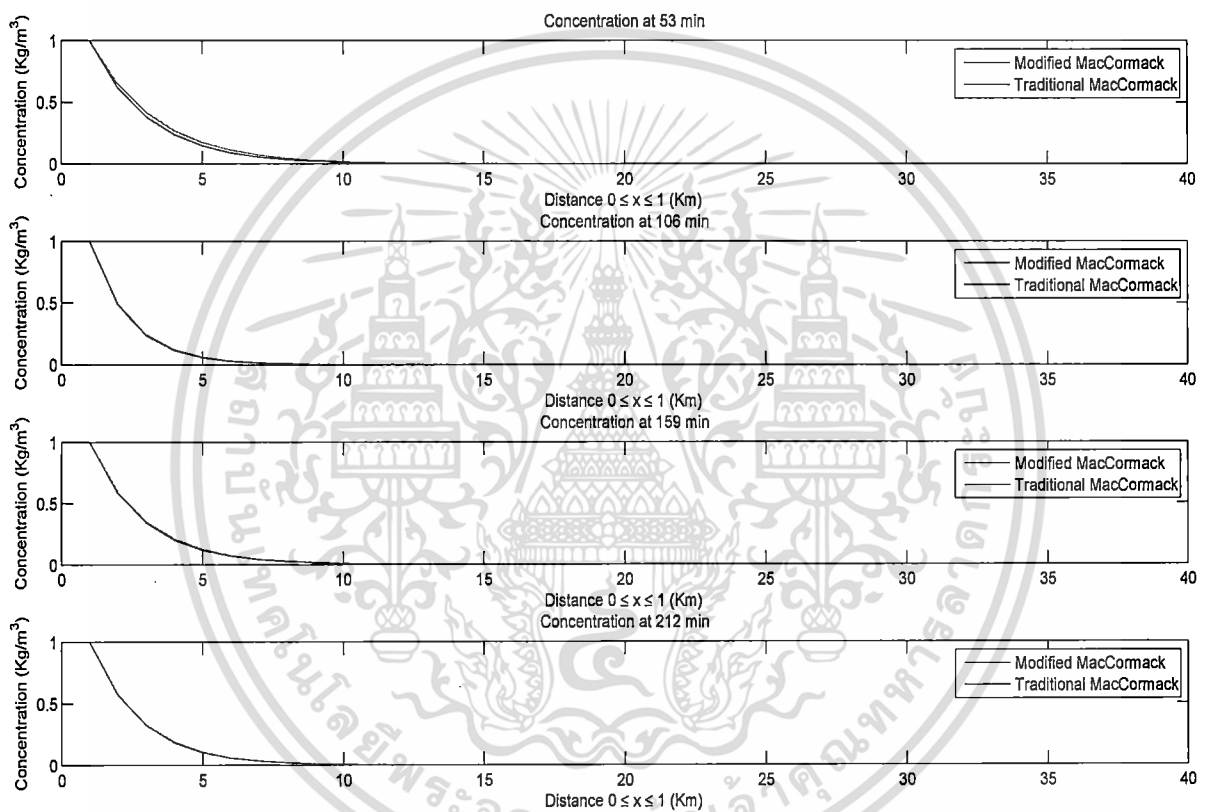 Concentration at 53 min
Concentration (Kg/m³)
1
0.5
0
Modified MacCormack
Traditional MacCormack
0 5 10 15 20 25 30 35 40
Distance 0 ≤ x ≤ 1 (Km)
Concentration at 106 min
Concentration (Kg/m³)
1
0.5
0
Modified MacCormack
Traditional MacCormack
0 5 10 15 20 25 30 35 40
Distance 0 ≤ x ≤ 1 (Km)
Concentration at 159 min
Concentration (Kg/m³)
1
0.5
0
Modified MacCormack
Traditional MacCormack
0 5 10 15 20 25 30 35 40
Distance 0 ≤ x ≤ 1 (Km)
Concentration at 212 min
Concentration (Kg/m³)
1
0.5
0
Modified MacCormack
Traditional MacCormack
0 5 10 15 20 25 30 35 40
Distance 0 ≤ x ≤ 1 (Km)